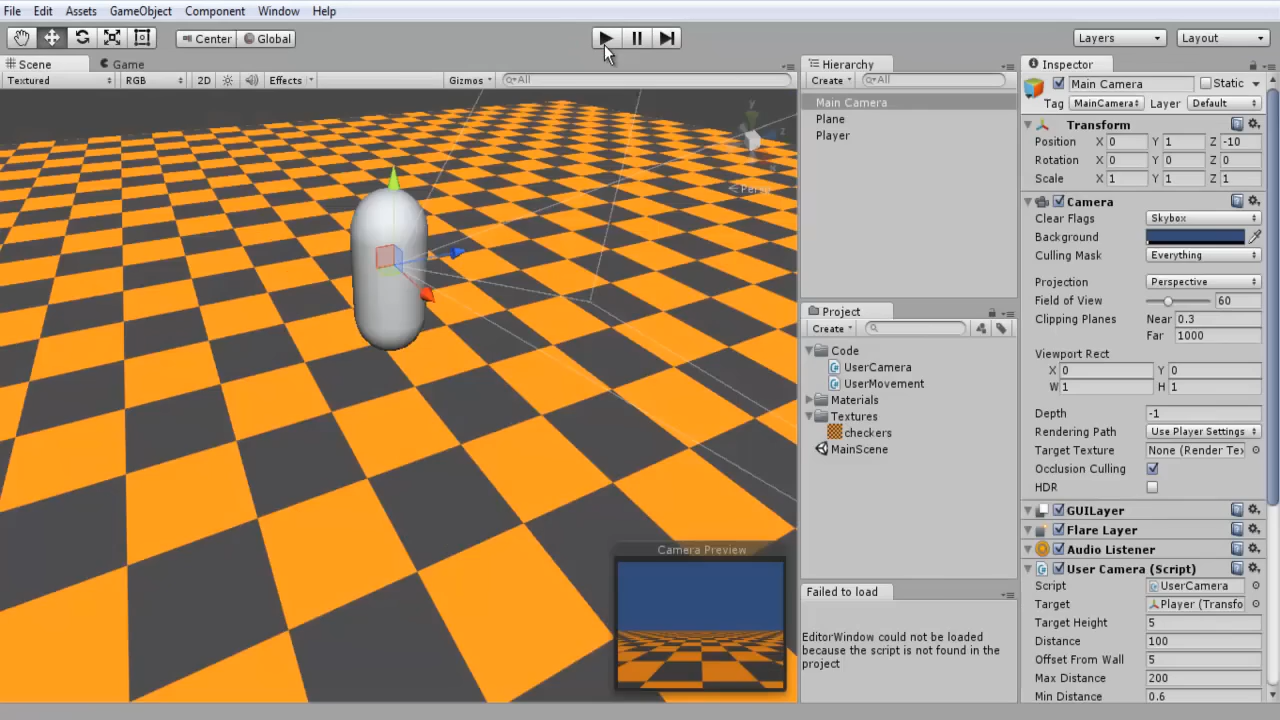 File Edit Assets GameObject Component Window Help
Center Global Layers Layout
Scene Game
Textured RGB 2D Effects Gizmos All
y
z
Persp
Camera Preview
Hierarchy
Create All
Main Camera
Plane
Player
Project
Create
Code
UserCamera
UserMovement
Materials
Textures
checkers
MainScene
Failed to load
EditorWindow could not be loaded
because the script is not found in the
project
Inspector
Main Camera Static
Tag MainCamera Layer Default
Transform
Position X 0 Y 1 Z -10
Rotation X 0 Y 0 Z 0
Scale X 1 Y 1 Z 1
Camera
Clear Flags Skybox
Background
Culling Mask Everything
Projection Perspective
Field of View 60
Clipping Planes Near 0.3
Far 1000
Viewport Rect
X 0 Y 0
W 1 H 1
Depth -1
Rendering Path Use Player Settings
Target Texture None (Render Tex
Occlusion Culling
HDR
GUILayer
Flare Layer
Audio Listener
User Camera (Script)
Script UserCamera
Target Player (Transfo
Target Height 5
Distance 100
Offset From Wall 5
Max Distance 200
Min Distance 0.6